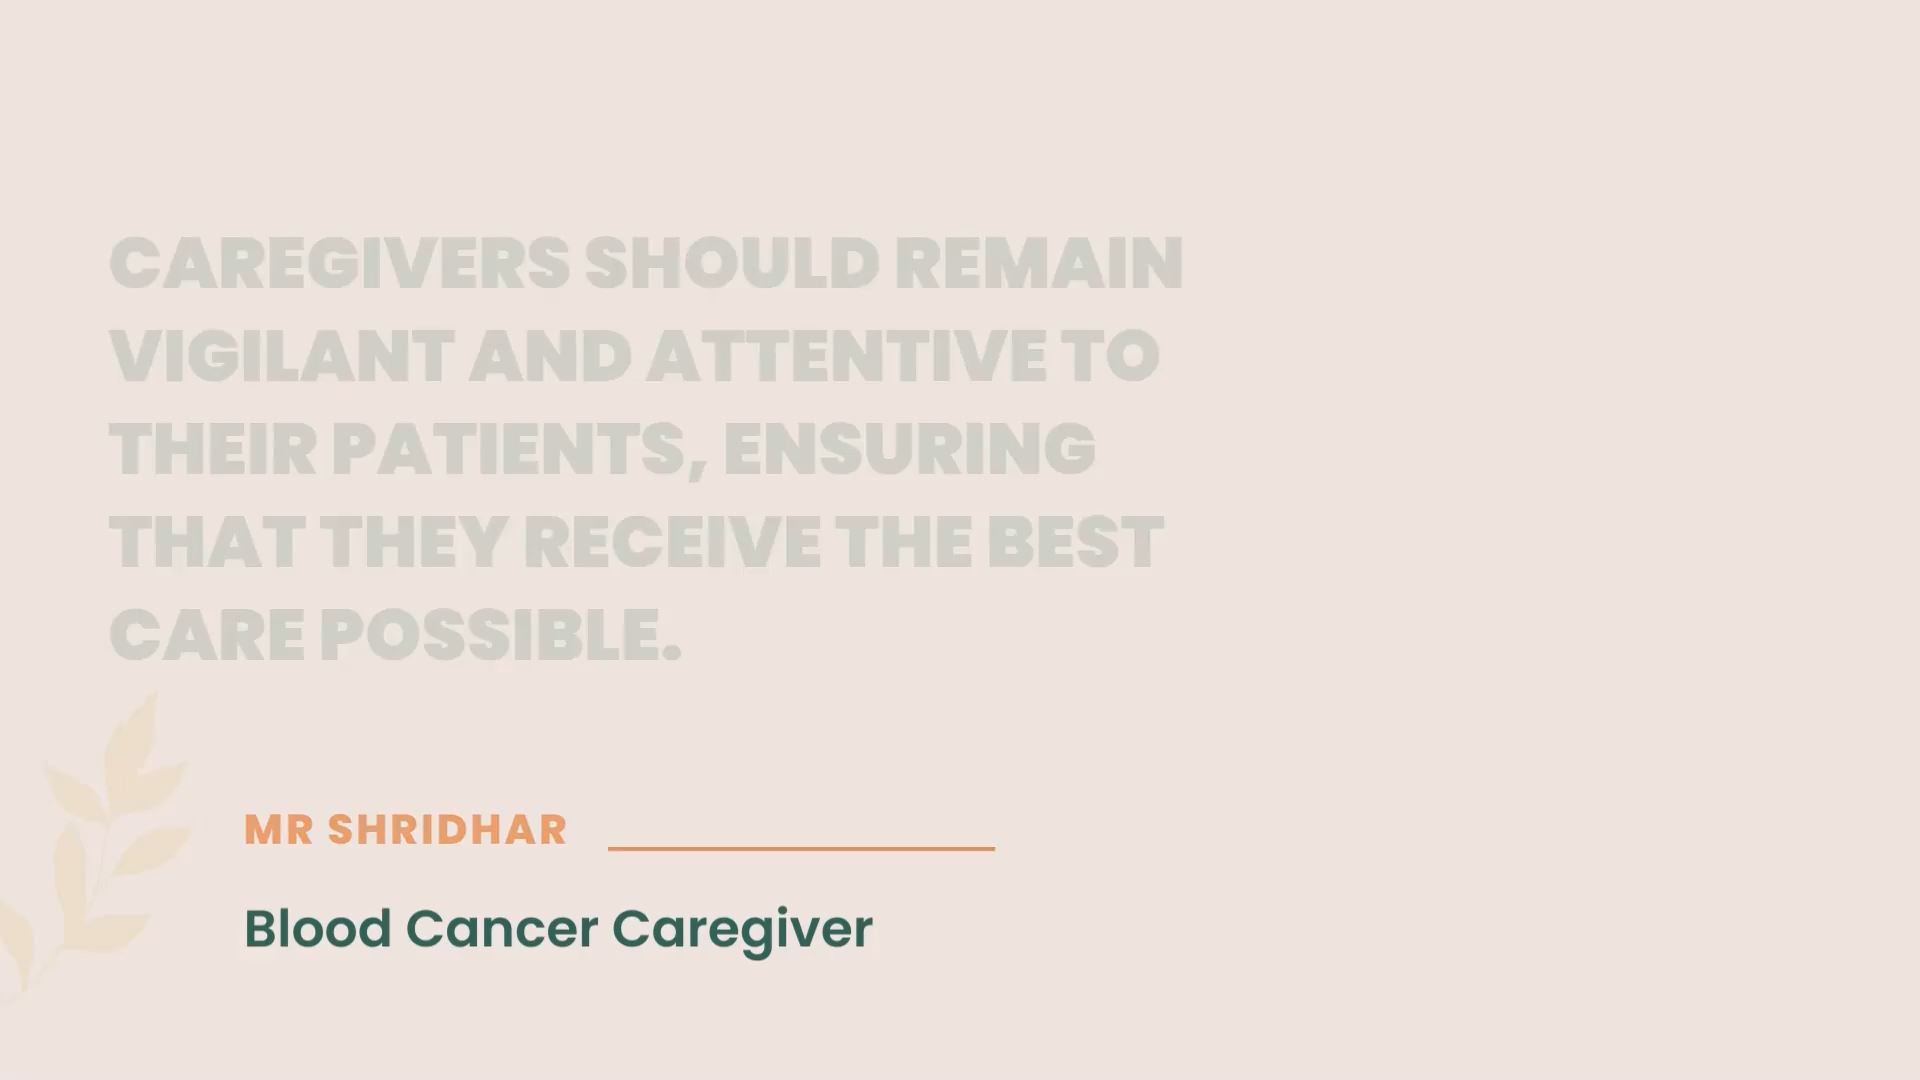 CAREGIVERS SHOULD REMAIN
VIGILANT AND ATTENTIVE TO
THEIR PATIENTS, ENSURING
THAT THEY RECEIVE THE BEST
CARE POSSIBLE.
MR SHRIDHAR
Blood Cancer Caregiver